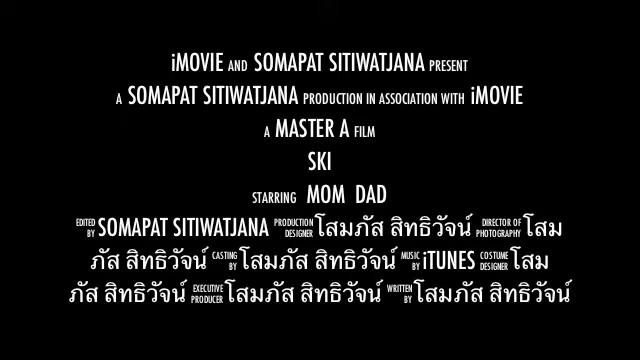 iMOVIE AND SOMAPAT SITIWATJANA PRESENT
A SOMAPAT SITIWATJANA PRODUCTION IN ASSOCIATION WITH iMOVIE
A MASTER A FILM
SKI
STARRING MOM DAD
EDITED BY SOMAPAT SITIWATJANA PRODUCTION DESIGNER โสมภัส สิทธิวัจน์ DIRECTOR OF PHOTOGRAPHY โสม
ภัส สิทธิวัจน์ CASTING BY โสมภัส สิทธิวัจน์ MUSIC BY iTUNES COSTUME DESIGNER โสม
ภัส สิทธิวัจน์ EXECUTIVE PRODUCER โสมภัส สิทธิวัจน์ WRITTEN BY โสมภัส สิทธิวัจน์